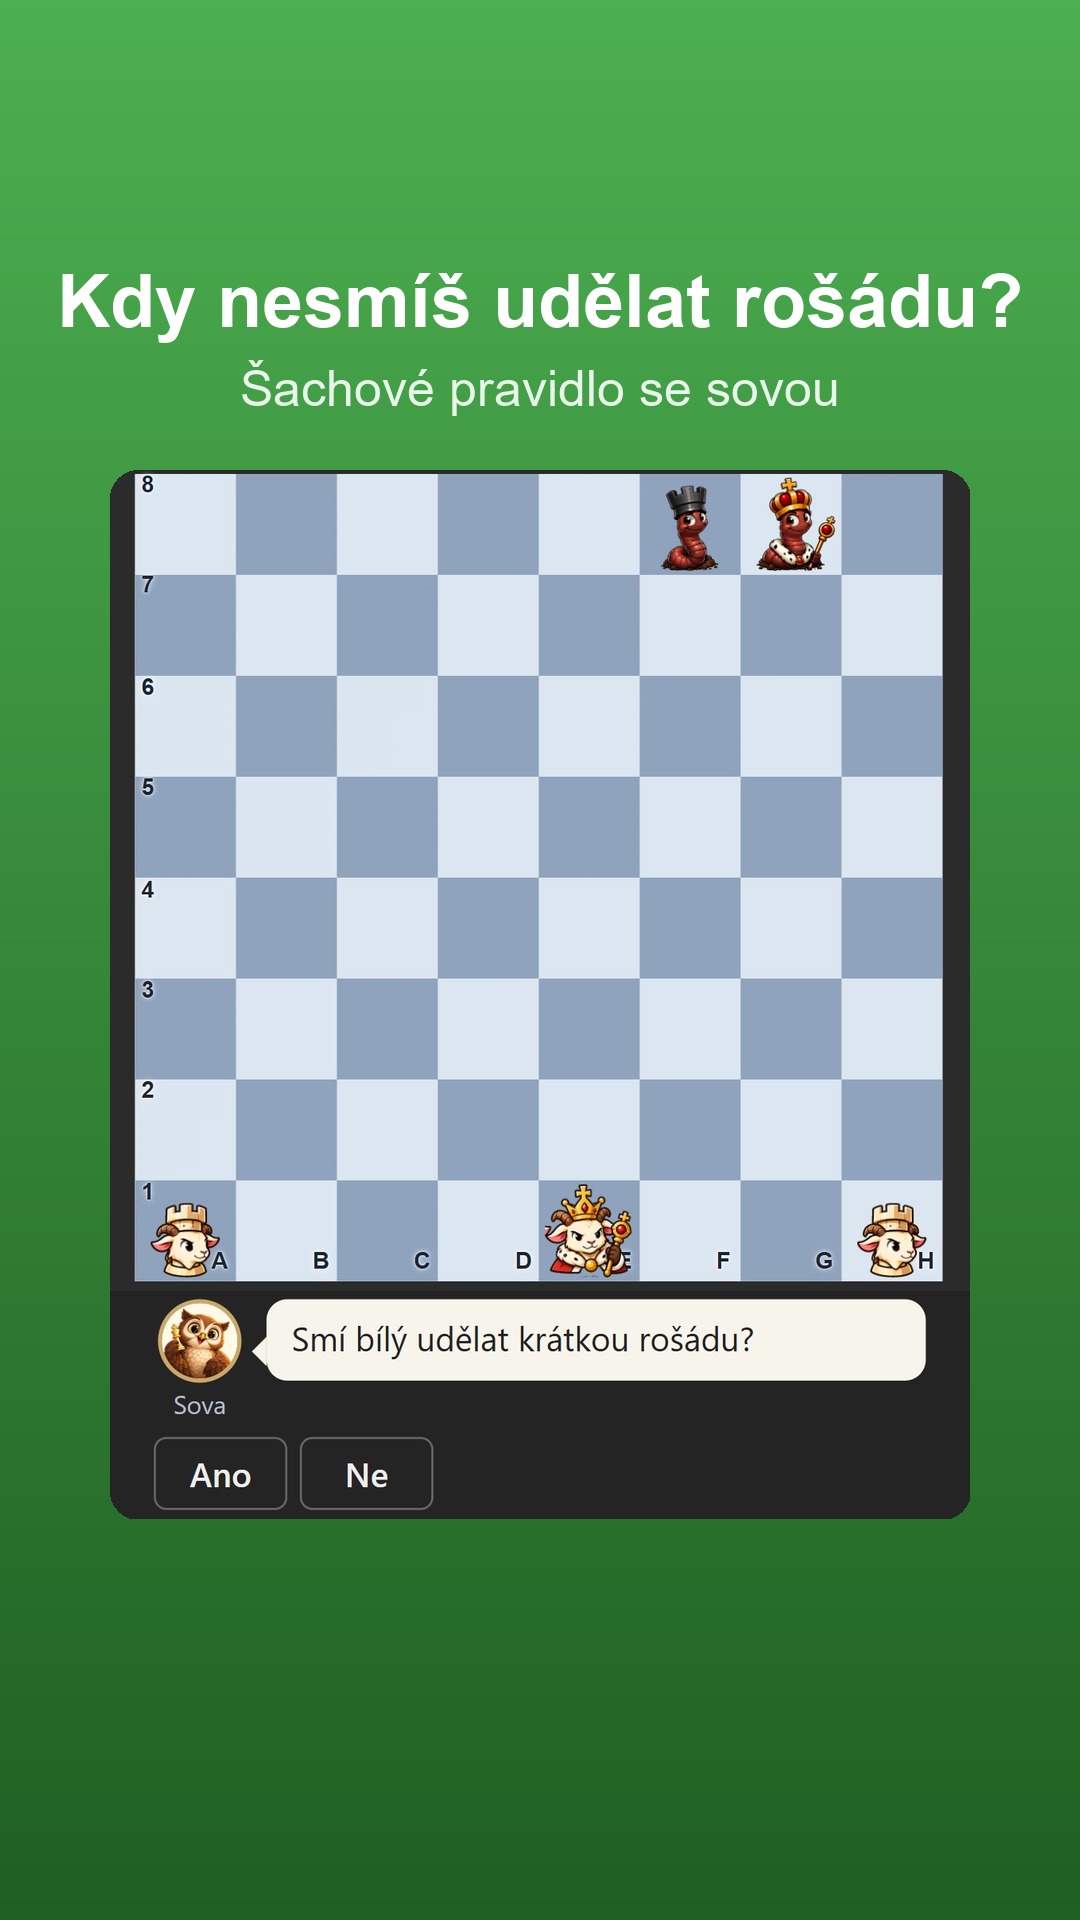 Kdy nesmíš udělat rošádu?
Šachové pravidlo se sovou
8
7
6
5
4
3
2
1
A B C D E F G H
Smí bílý udělat krátkou rošádu?
Sova
Ano Ne